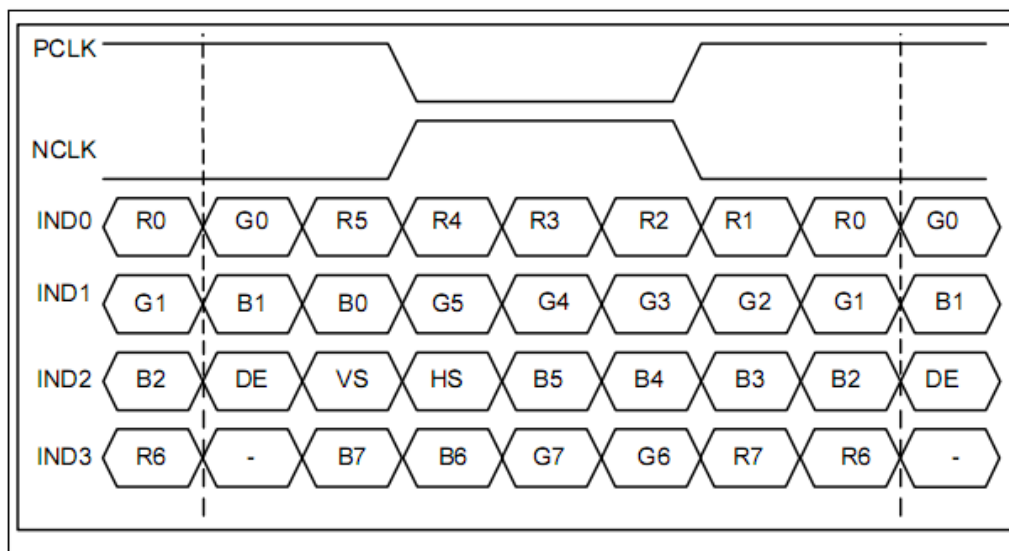 PCLK
NCLK
IND0 R0 G0 R5 R4 R3 R2 R1 R0 G0
IND1 G1 B1 B0 G5 G4 G3 G2 G1 B1
IND2 B2 DE VS HS B5 B4 B3 B2 DE
IND3 R6 - B7 B6 G7 G6 R7 R6 -